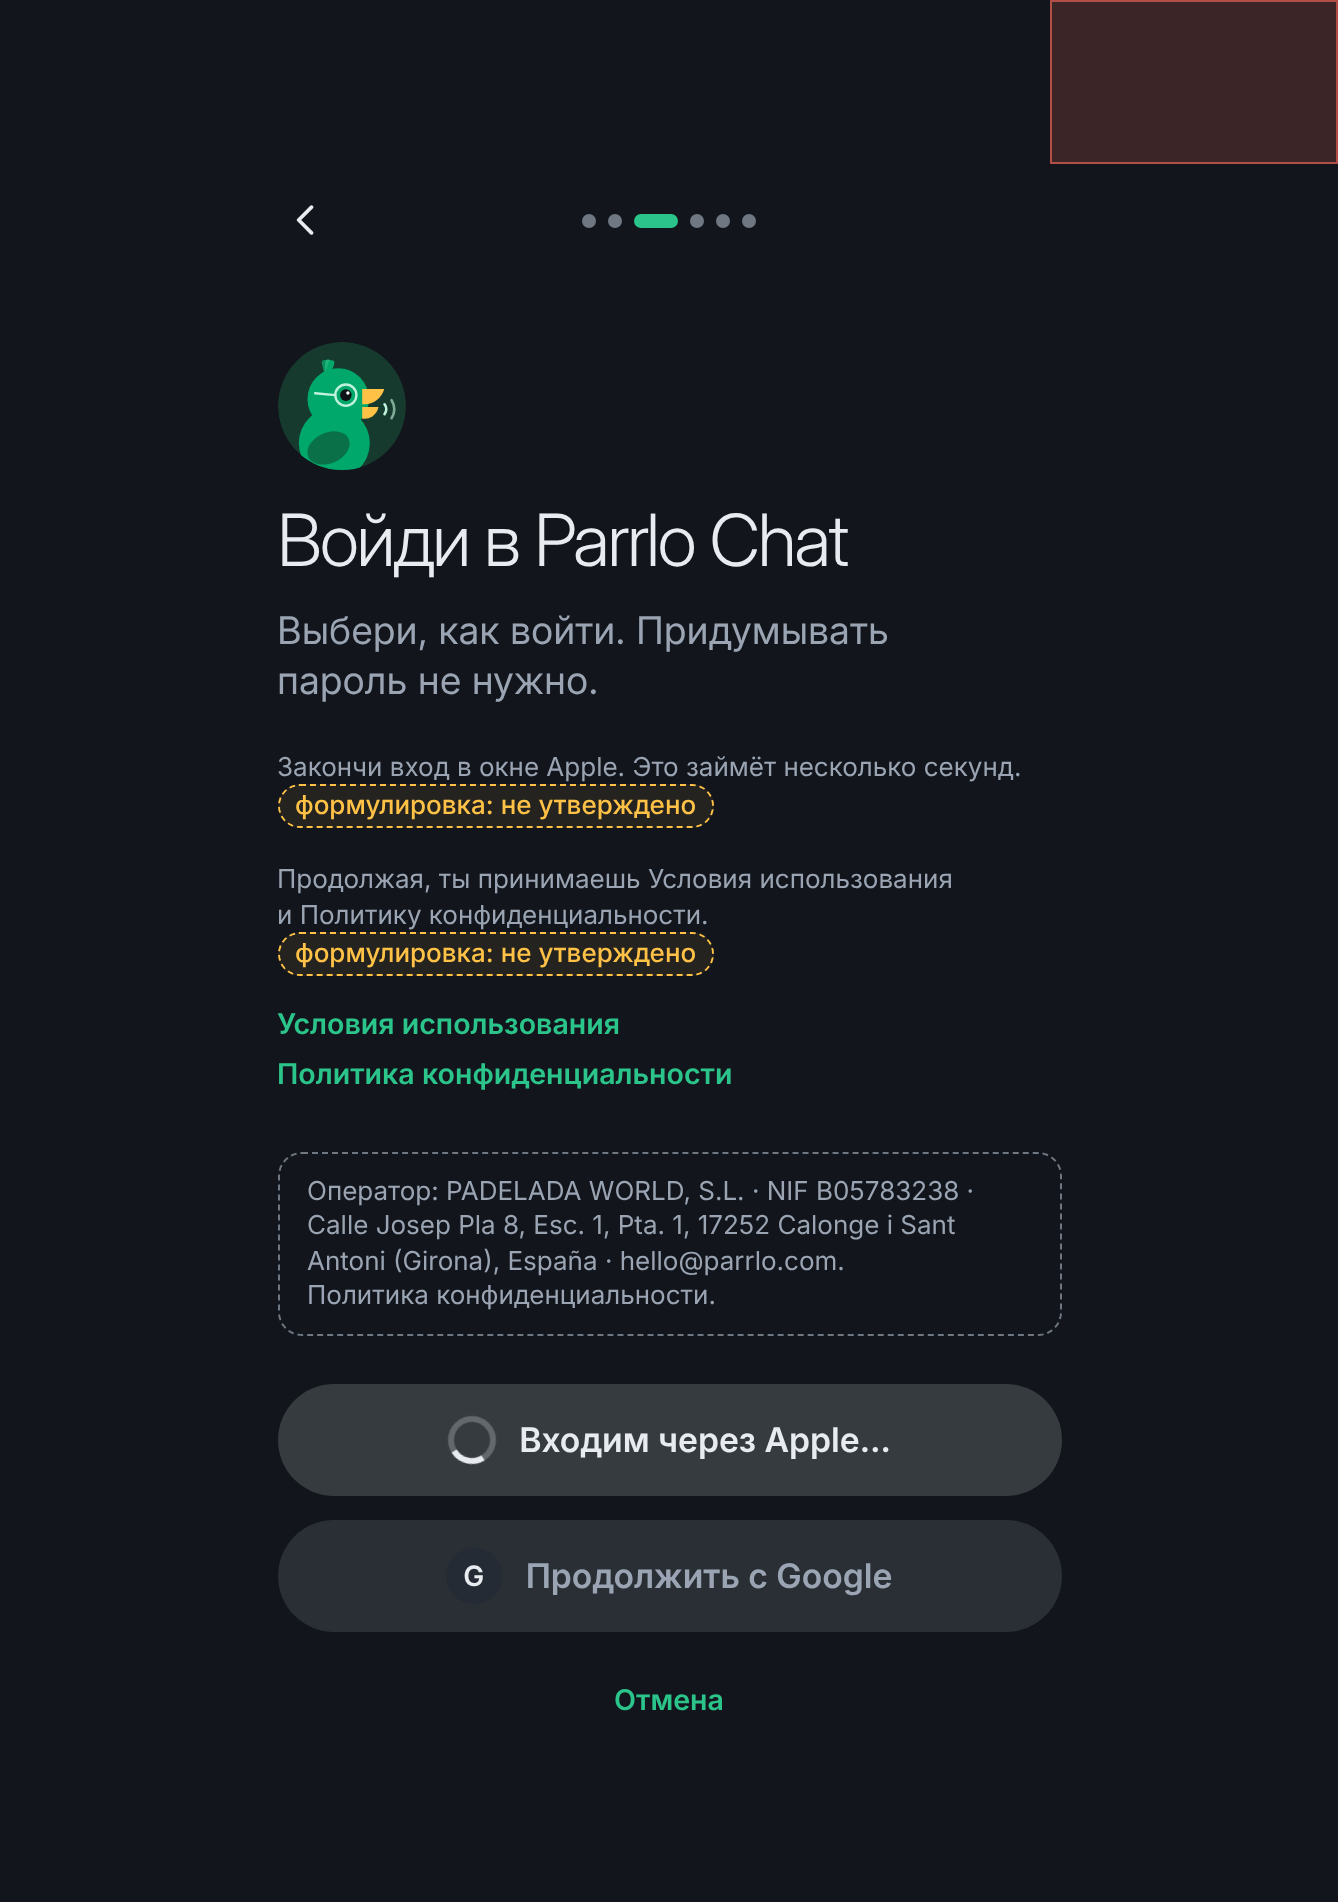 Войди в Parrlo Chat
Выбери, как войти. Придумывать
пароль не нужно.
Закончи вход в окне Apple. Это займёт несколько секунд.
формулировка: не утверждено
Продолжая, ты принимаешь Условия использования
и Политику конфиденциальности.
формулировка: не утверждено
Условия использования
Политика конфиденциальности
Оператор: PADELADA WORLD, S.L. · NIF B05783238 ·
Calle Josep Pla 8, Esc. 1, Pta. 1, 17252 Calonge i Sant
Antoni (Girona), España · hello@parrlo.com.
Политика конфиденциальности.
Входим через Apple…
G Продолжить с Google
Отмена